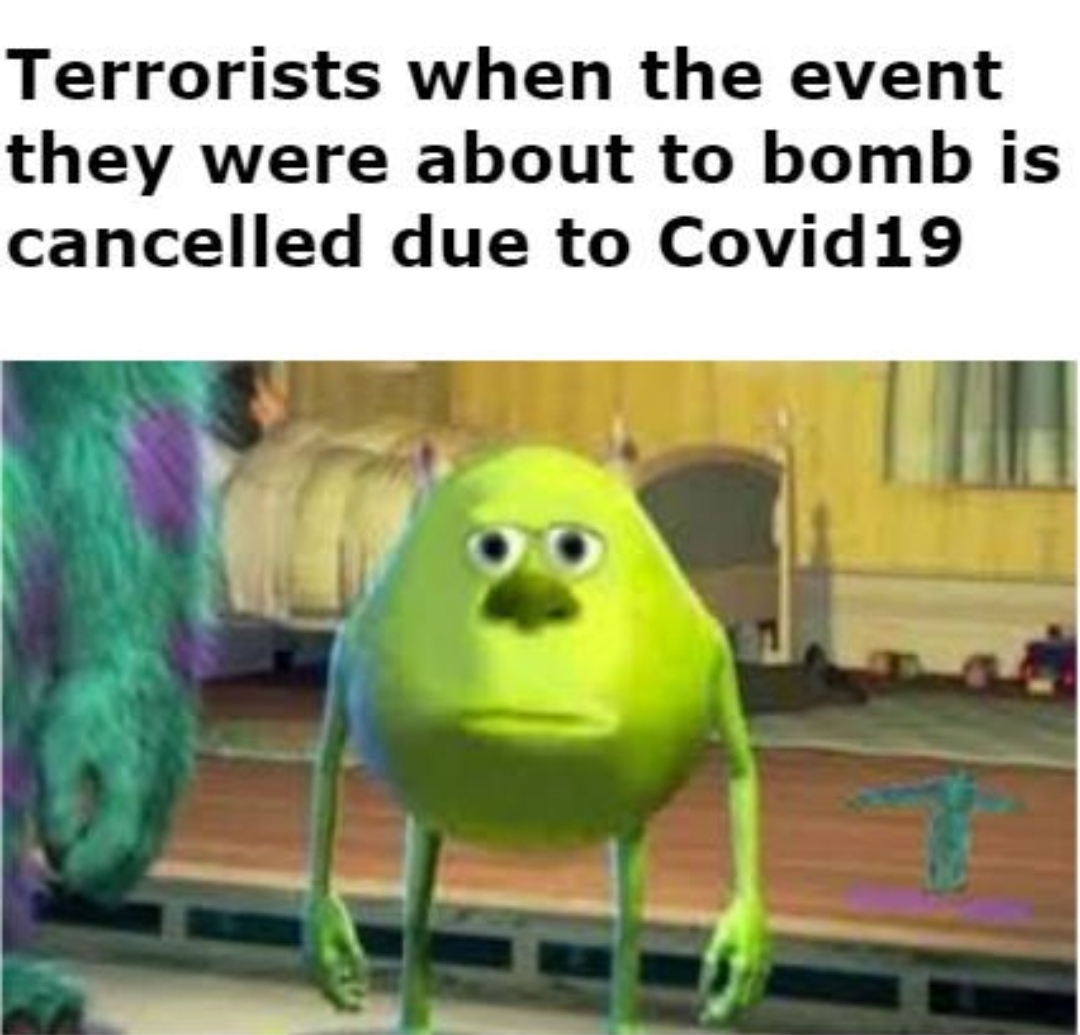 Terrorists when the event
they were about to bomb is
cancelled due to Covid19